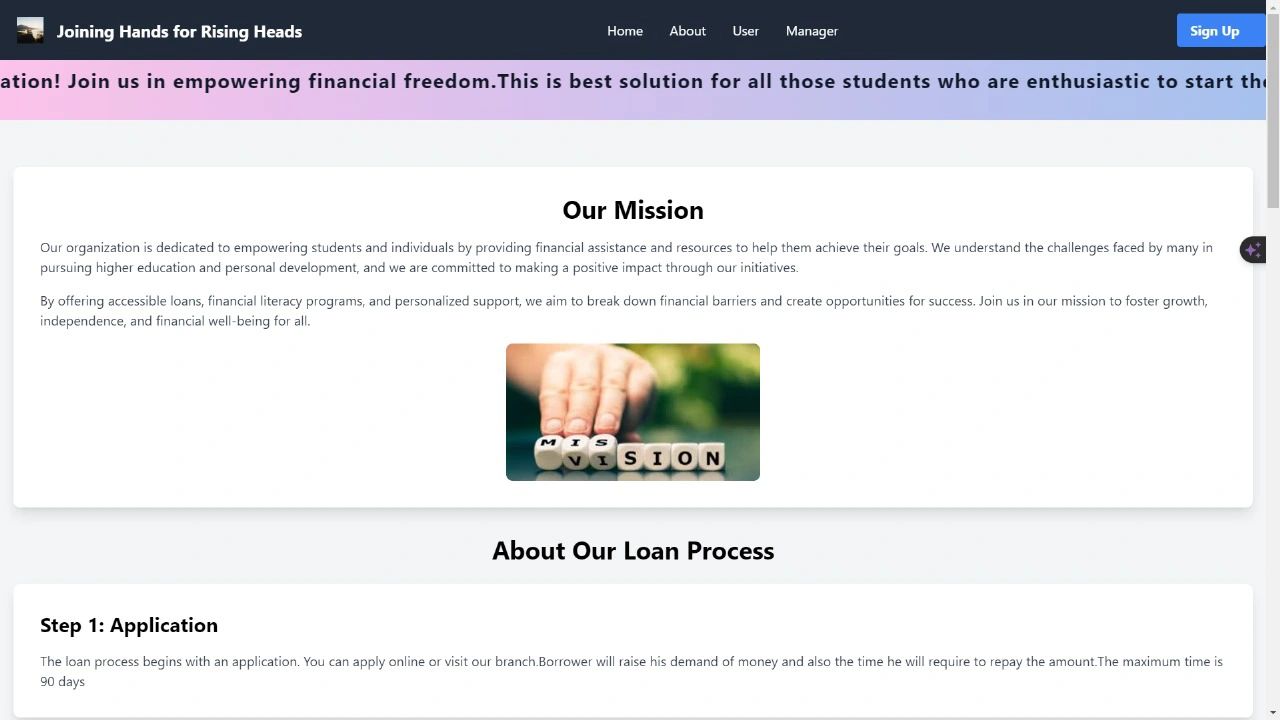 Joining Hands for Rising Heads
Home About User Manager
Sign Up
ation! Join us in empowering financial freedom.This is best solution for all those students who are enthusiastic to start the
Our Mission
Our organization is dedicated to empowering students and individuals by providing financial assistance and resources to help them achieve their goals. We understand the challenges faced by many in
pursuing higher education and personal development, and we are committed to making a positive impact through our initiatives.
By offering accessible loans, financial literacy programs, and personalized support, we aim to break down financial barriers and create opportunities for success. Join us in our mission to foster growth,
independence, and financial well-being for all.
MIS
VISION
About Our Loan Process
Step 1: Application
The loan process begins with an application. You can apply online or visit our branch.Borrower will raise his demand of money and also the time he will require to repay the amount.The maximum time is
90 days